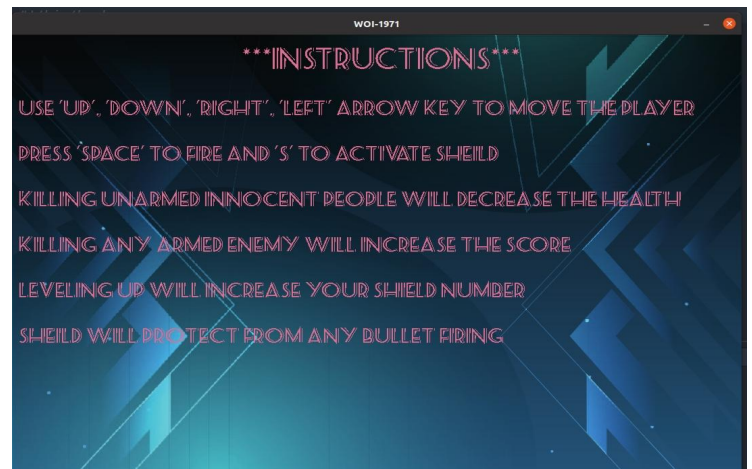 WOI-1971
***INSTRUCTIONS***
USE 'UP', 'DOWN', 'RIGHT', 'LEFT' ARROW KEY TO MOVE THE PLAYER
PRESS 'SPACE' TO FIRE AND 'S' TO ACTIVATE SHEILD
KILLING UNARMED INNOCENT PEOPLE WILL DECREASE THE HEALTH
KILLING ANY ARMED ENEMY WILL INCREASE THE SCORE
LEVELING UP WILL INCREASE YOUR SHIELD NUMBER
SHEILD WILL PROTECT FROM ANY BULLET FIRING